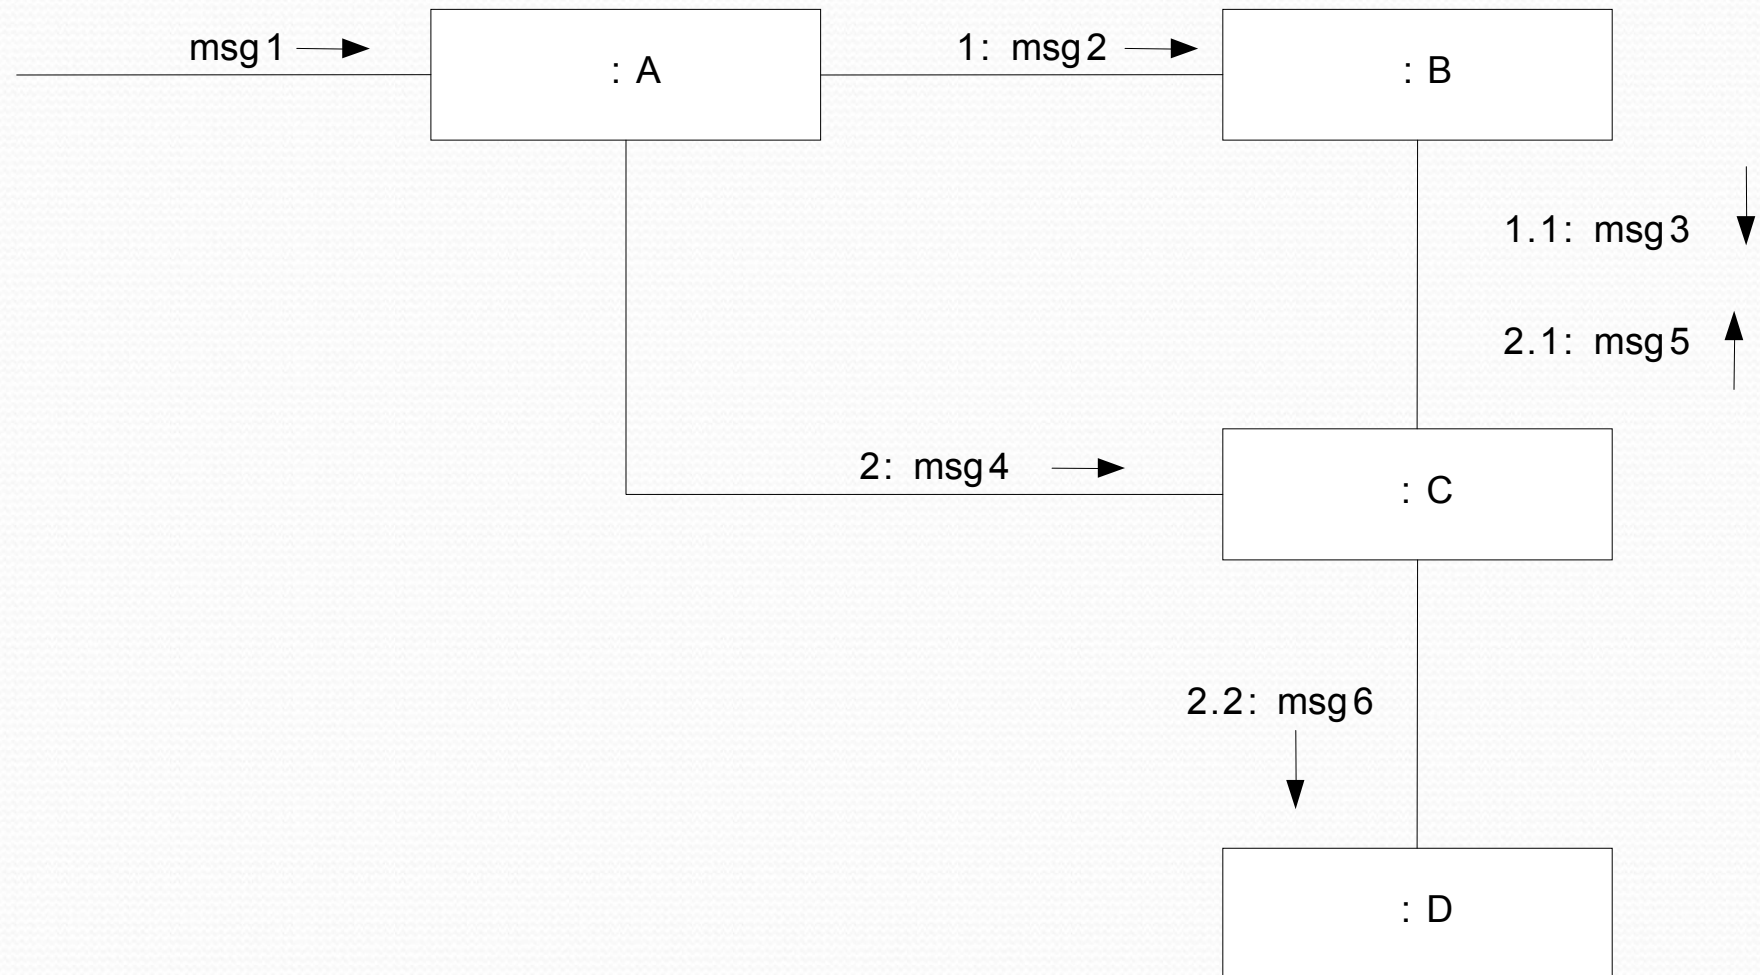 msg1
: A
1: msg2
: B
1.1: msg3
2.1: msg5
2: msg4
: C
2.2: msg6
: D